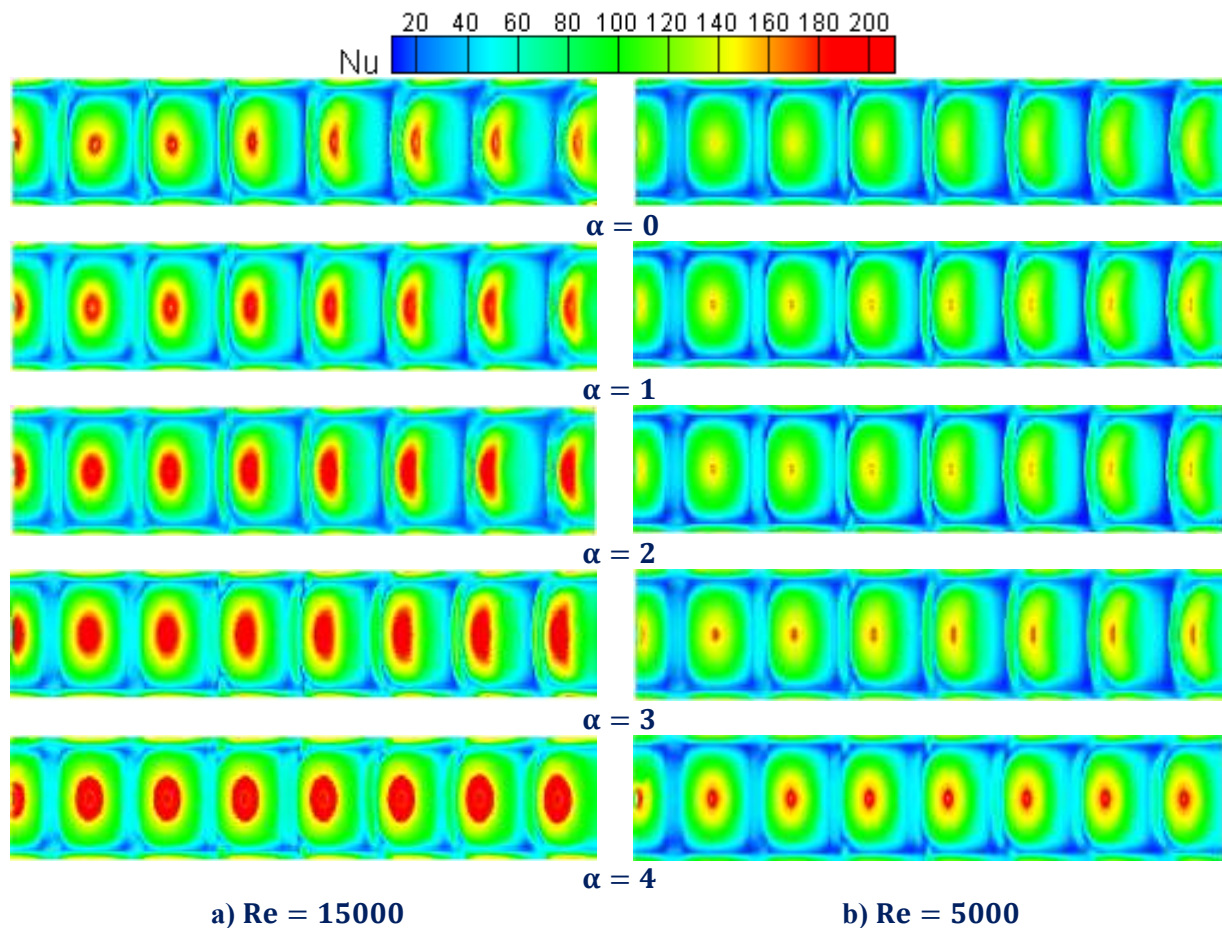 20 40 60 80 100 120 140 160 180 200
Nu
α = 0
α = 1
α = 2
α = 3
α = 4
a) Re = 15000
b) Re = 5000